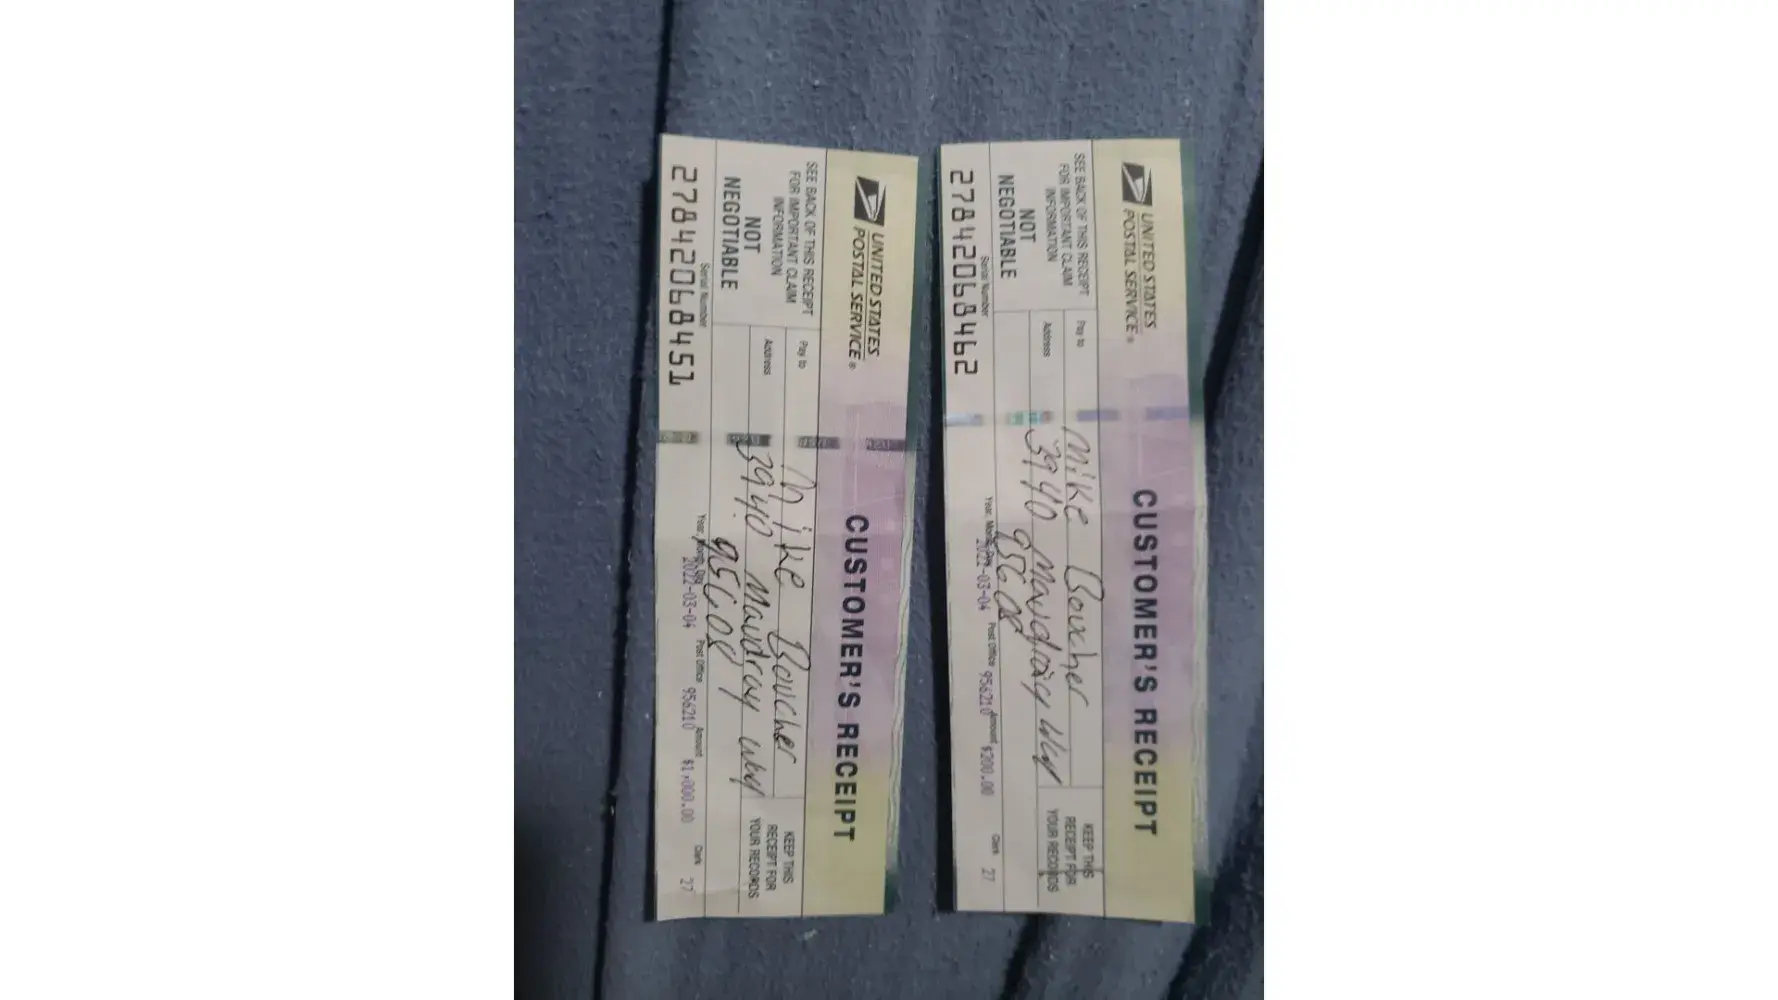 UNITED STATES
POSTAL SERVICE®
CUSTOMER'S RECEIPT
SEE BACK OF THIS RECEIPT
FOR IMPORTANT CLAIM
INFORMATION
NOT
NEGOTIABLE
Pay to
Mike Boucher
Address
3940 Maudray Way
95608
KEEP THIS
RECEIPT FOR
YOUR RECORDS
Serial Number
Year, Month, Day
Post Office
Amount
Clerk
27842068451
2022-03-04
956210
$1,000.00
27
UNITED STATES
POSTAL SERVICE®
CUSTOMER'S RECEIPT
SEE BACK OF THIS RECEIPT
FOR IMPORTANT CLAIM
INFORMATION
NOT
NEGOTIABLE
Pay to
Mike Boucher
Address
3940 Maudray Way
95608
KEEP THIS
RECEIPT FOR
YOUR RECORDS
Serial Number
Year, Month, Day
Post Office
Amount
Clerk
27842068462
2022-03-04
956210
$200.00
27